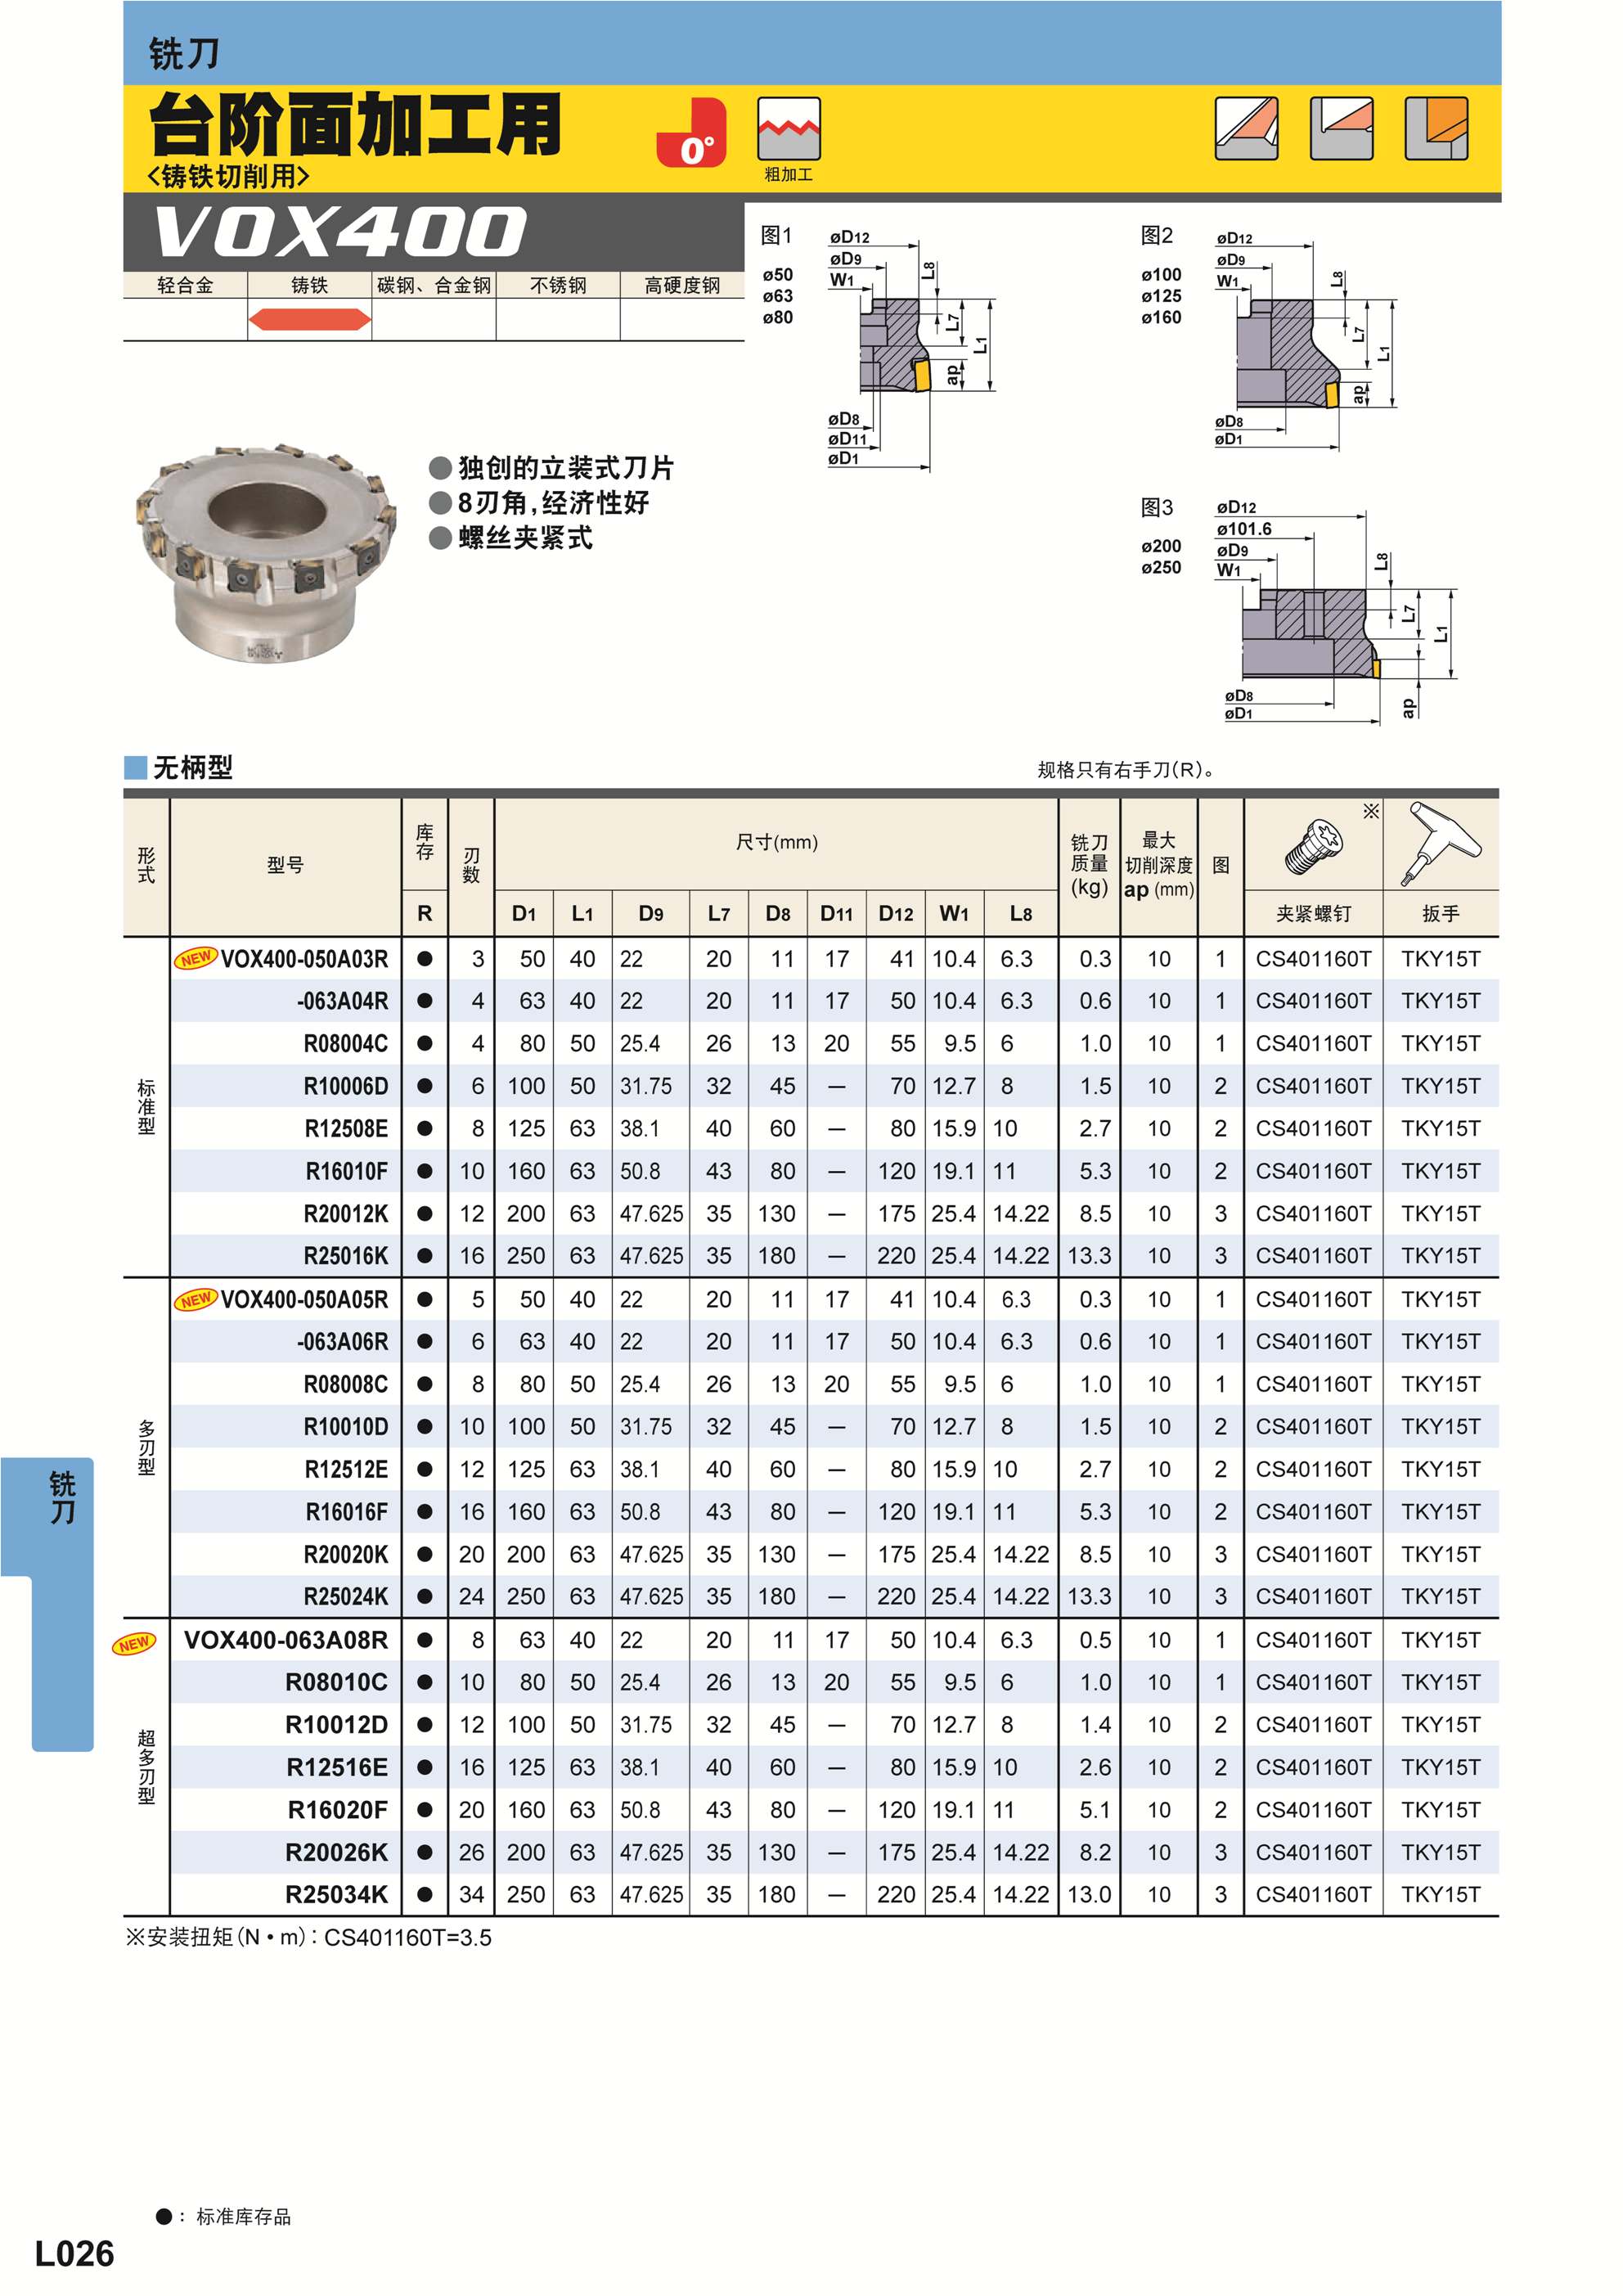 铣刀
台阶面加工用
<铸铁切削用>
0°
粗加工
VOX400
轻合金 铸铁 碳钢、合金钢 不锈钢 高硬度钢
图1
ø50
ø63
ø80
øD12
øD9
W1
L8
L7
L1
ap
øD8
øD11
øD1
图2
ø100
ø125
ø160
øD12
øD9
W1
L8
L7
L1
ap
øD8
øD1
●独创的立装式刀片
●8刃角,经济性好
●螺丝夹紧式
图3
ø200
ø250
øD12
ø101.6
øD9
W1
L8
L7
L1
ap
øD8
øD1
无柄型
规格只有右手刀(R)。
形式 型号 库存 刃数 尺寸(mm) 铣刀质量(kg) 最大切削深度ap (mm) 图 ※
R D1 L1 D9 L7 D8 D11 D12 W1 L8 夹紧螺钉 扳手
标准型
NEW VOX400-050A03R ● 3 50 40 22 20 11 17 41 10.4 6.3 0.3 10 1 CS401160T TKY15T
-063A04R ● 4 63 40 22 20 11 17 50 10.4 6.3 0.6 10 1 CS401160T TKY15T
R08004C ● 4 80 50 25.4 26 13 20 55 9.5 6 1.0 10 1 CS401160T TKY15T
R10006D ● 6 100 50 31.75 32 45 — 70 12.7 8 1.5 10 2 CS401160T TKY15T
R12508E ● 8 125 63 38.1 40 60 — 80 15.9 10 2.7 10 2 CS401160T TKY15T
R16010F ● 10 160 63 50.8 43 80 — 120 19.1 11 5.3 10 2 CS401160T TKY15T
R20012K ● 12 200 63 47.625 35 130 — 175 25.4 14.22 8.5 10 3 CS401160T TKY15T
R25016K ● 16 250 63 47.625 35 180 — 220 25.4 14.22 13.3 10 3 CS401160T TKY15T
多刃型
NEW VOX400-050A05R ● 5 50 40 22 20 11 17 41 10.4 6.3 0.3 10 1 CS401160T TKY15T
-063A06R ● 6 63 40 22 20 11 17 50 10.4 6.3 0.6 10 1 CS401160T TKY15T
R08008C ● 8 80 50 25.4 26 13 20 55 9.5 6 1.0 10 1 CS401160T TKY15T
R10010D ● 10 100 50 31.75 32 45 — 70 12.7 8 1.5 10 2 CS401160T TKY15T
R12512E ● 12 125 63 38.1 40 60 — 80 15.9 10 2.7 10 2 CS401160T TKY15T
R16016F ● 16 160 63 50.8 43 80 — 120 19.1 11 5.3 10 2 CS401160T TKY15T
R20020K ● 20 200 63 47.625 35 130 — 175 25.4 14.22 8.5 10 3 CS401160T TKY15T
R25024K ● 24 250 63 47.625 35 180 — 220 25.4 14.22 13.3 10 3 CS401160T TKY15T
超多刃型
NEW VOX400-063A08R ● 8 63 40 22 20 11 17 50 10.4 6.3 0.5 10 1 CS401160T TKY15T
R08010C ● 10 80 50 25.4 26 13 20 55 9.5 6 1.0 10 1 CS401160T TKY15T
R10012D ● 12 100 50 31.75 32 45 — 70 12.7 8 1.4 10 2 CS401160T TKY15T
R12516E ● 16 125 63 38.1 40 60 — 80 15.9 10 2.6 10 2 CS401160T TKY15T
R16020F ● 20 160 63 50.8 43 80 — 120 19.1 11 5.1 10 2 CS401160T TKY15T
R20026K ● 26 200 63 47.625 35 130 — 175 25.4 14.22 8.2 10 3 CS401160T TKY15T
R25034K ● 34 250 63 47.625 35 180 — 220 25.4 14.22 13.0 10 3 CS401160T TKY15T
※安装扭矩(N·m):CS401160T=3.5
铣刀
●:标准库存品
L026